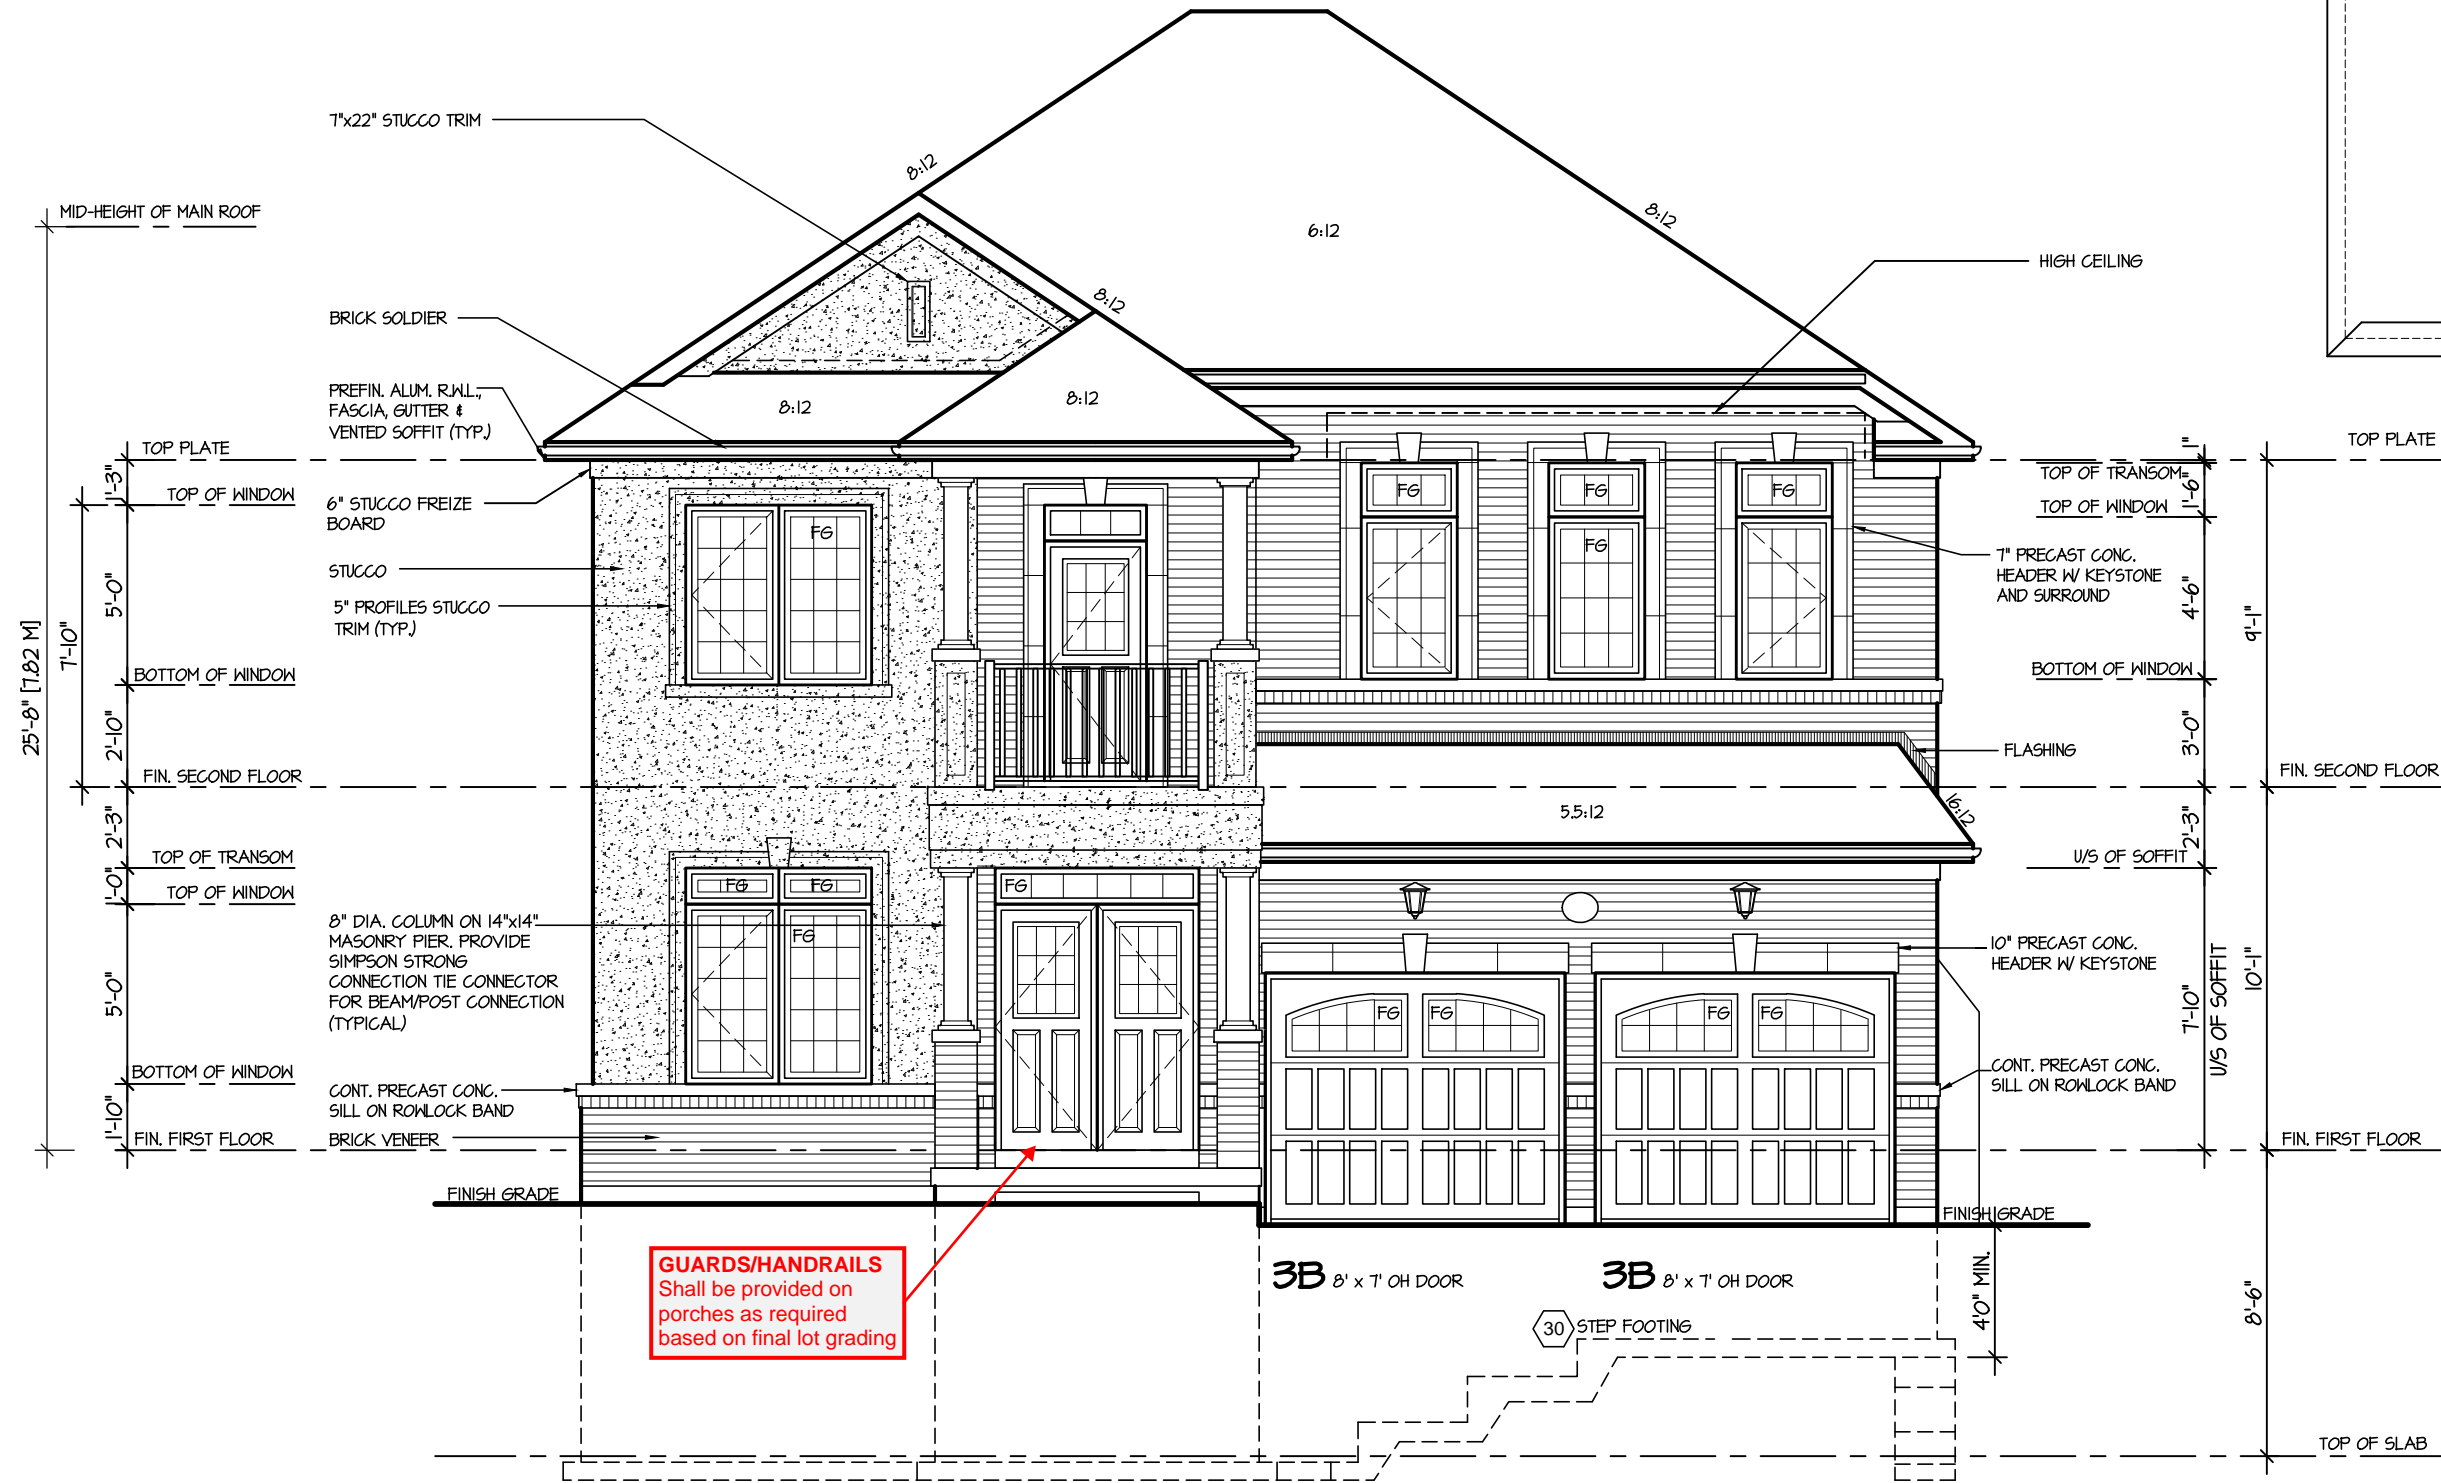 8:12
8:12
6:12
8:12
8:12
8:12
5.5:12
16:12
7"x22" STUCCO TRIM
MID-HEIGHT OF MAIN ROOF
HIGH CEILING
BRICK SOLDIER
PREFIN. ALUM. R.W.L.,
FASCIA, GUTTER &
VENTED SOFFIT (TYP.)
TOP PLATE
TOP OF WINDOW
6" STUCCO FREIZE
BOARD
STUCCO
5" PROFILES STUCCO
TRIM (TYP.)
BOTTOM OF WINDOW
FIN. SECOND FLOOR
TOP OF TRANSOM
TOP OF WINDOW
8" DIA. COLUMN ON 14"x14"
MASONRY PIER. PROVIDE
SIMPSON STRONG
CONNECTION TIE CONNECTOR
FOR BEAM/POST CONNECTION
(TYPICAL)
BOTTOM OF WINDOW
CONT. PRECAST CONC.
SILL ON ROWLOCK BAND
FIN. FIRST FLOOR
BRICK VENEER
FINISH GRADE
25'-8" [7.82 M]
7'-10"
1'-3"
5'-0"
2'-10"
2'-3"
1'-0"
5'-0"
1'-10"
FG
FG
FG
FG
FG
FG
FG
FG
FG
FG
FG
FG
FG
TOP PLATE
TOP OF TRANSOM
TOP OF WINDOW
7" PRECAST CONC.
HEADER W/ KEYSTONE
AND SURROUND
BOTTOM OF WINDOW
FLASHING
FIN. SECOND FLOOR
U/S OF SOFFIT
10" PRECAST CONC.
HEADER W/ KEYSTONE
CONT. PRECAST CONC.
SILL ON ROWLOCK BAND
FIN. FIRST FLOOR
FINISH GRADE
1"
1'-6"
4'-6"
3'-0"
2'-3"
7'-10"
U/S OF SOFFIT
9'-1"
10'-1"
8'-6"
4'0" MIN.
GUARDS/HANDRAILS
Shall be provided on
porches as required
based on final lot grading
3B 8' x 7' OH DOOR
3B 8' x 7' OH DOOR
30 STEP FOOTING
TOP OF SLAB